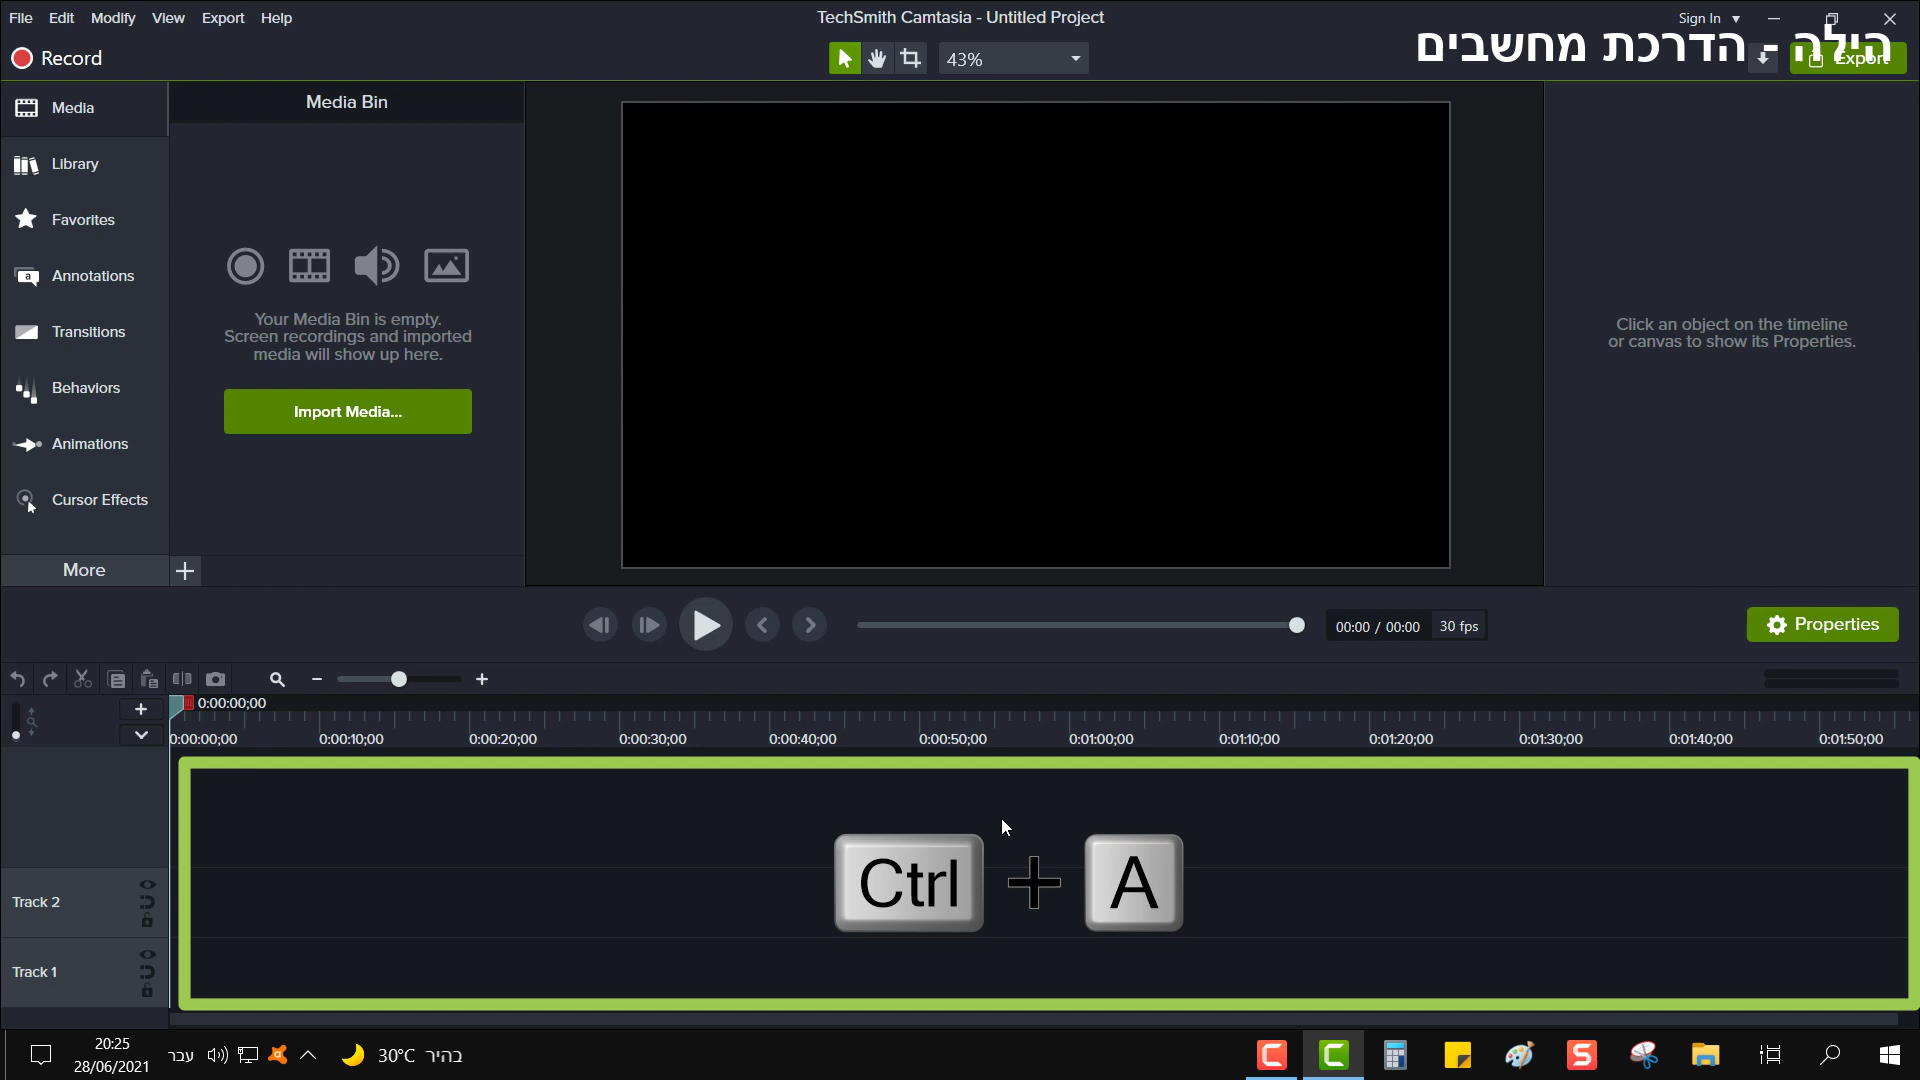 File Edit Modify View Export Help
TechSmith Camtasia - Untitled Project
Sign In
Record
43%
הילה - הדרכת מחשבים
Export
Media
Library
Favorites
Annotations
Transitions
Behaviors
Animations
Cursor Effects
More
Media Bin
Your Media Bin is empty.
Screen recordings and imported
media will show up here.
Import Media...
Click an object on the timeline
or canvas to show its Properties.
00:00 / 00:00
30 fps
Properties
0:00:00;00
0:00:00;00 0:00:10;00 0:00:20;00 0:00:30;00 0:00:40;00 0:00:50;00 0:01:00;00 0:01:10;00 0:01:20;00 0:01:30;00 0:01:40;00 0:01:50;00
Ctrl + A
Track 2
Track 1
20:25
28/06/2021
עבר
30°C בהיר